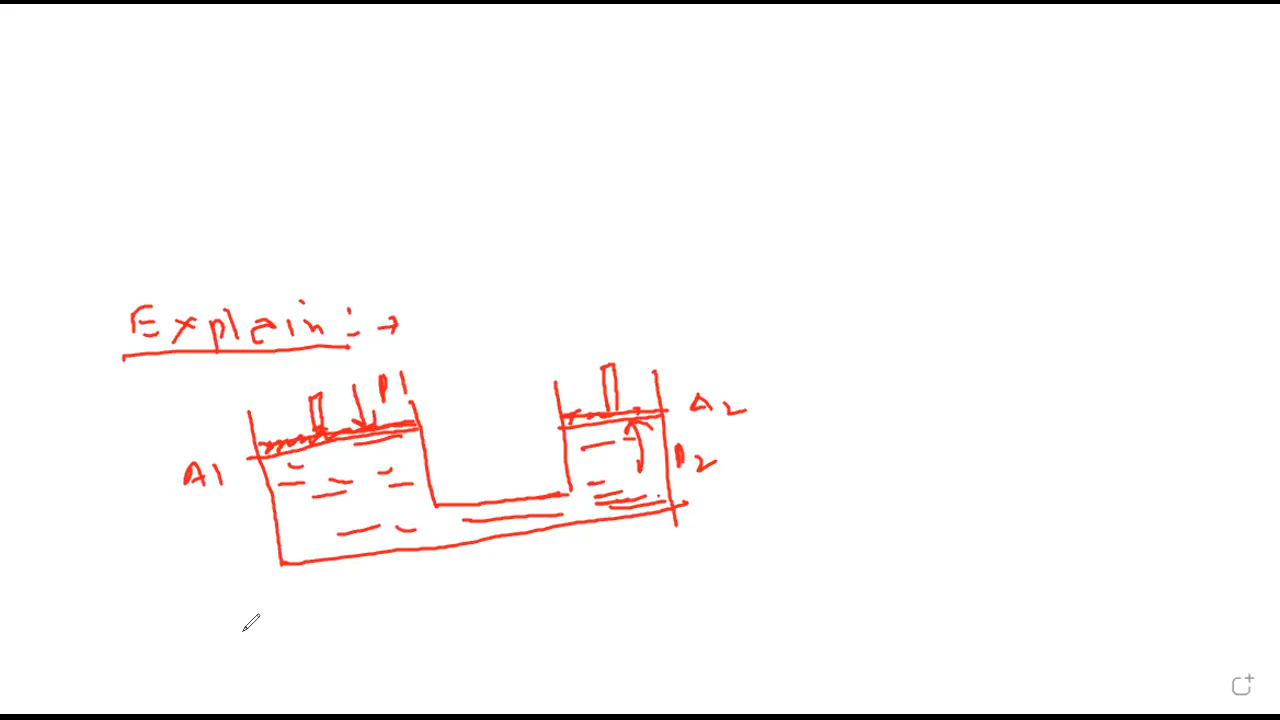 Explain : →
P1
A2
A1
P2